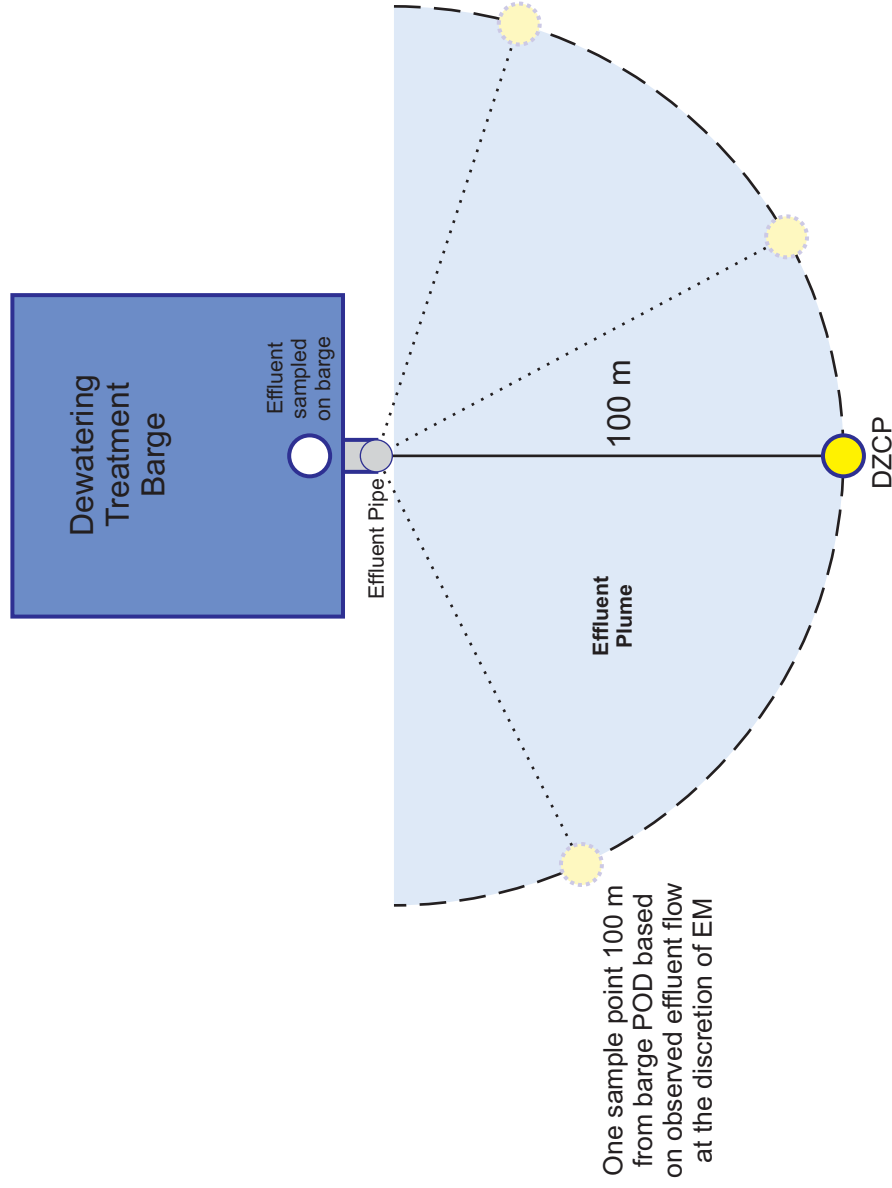 Dewatering
Treatment
Barge
Effluent
sampled
on barge
Effluent Pipe
100 m
Effluent
Plume
DZCP
One sample point 100 m
from barge POD based
on observed effluent flow
at the discretion of EM